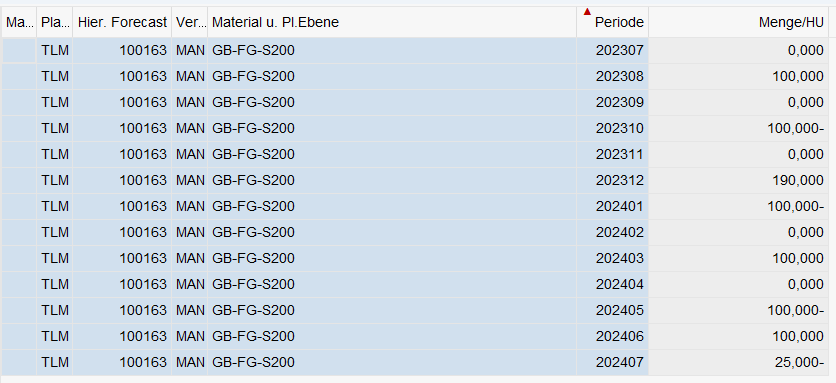 Ma... Pla... Hier. Forecast Ver... Material u. Pl.Ebene Periode Menge/HU
TLM 100163 MAN GB-FG-S200 202307 0,000
TLM 100163 MAN GB-FG-S200 202308 100,000
TLM 100163 MAN GB-FG-S200 202309 0,000
TLM 100163 MAN GB-FG-S200 202310 100,000-
TLM 100163 MAN GB-FG-S200 202311 0,000
TLM 100163 MAN GB-FG-S200 202312 190,000
TLM 100163 MAN GB-FG-S200 202401 100,000-
TLM 100163 MAN GB-FG-S200 202402 0,000
TLM 100163 MAN GB-FG-S200 202403 100,000
TLM 100163 MAN GB-FG-S200 202404 0,000
TLM 100163 MAN GB-FG-S200 202405 100,000-
TLM 100163 MAN GB-FG-S200 202406 100,000
TLM 100163 MAN GB-FG-S200 202407 25,000-